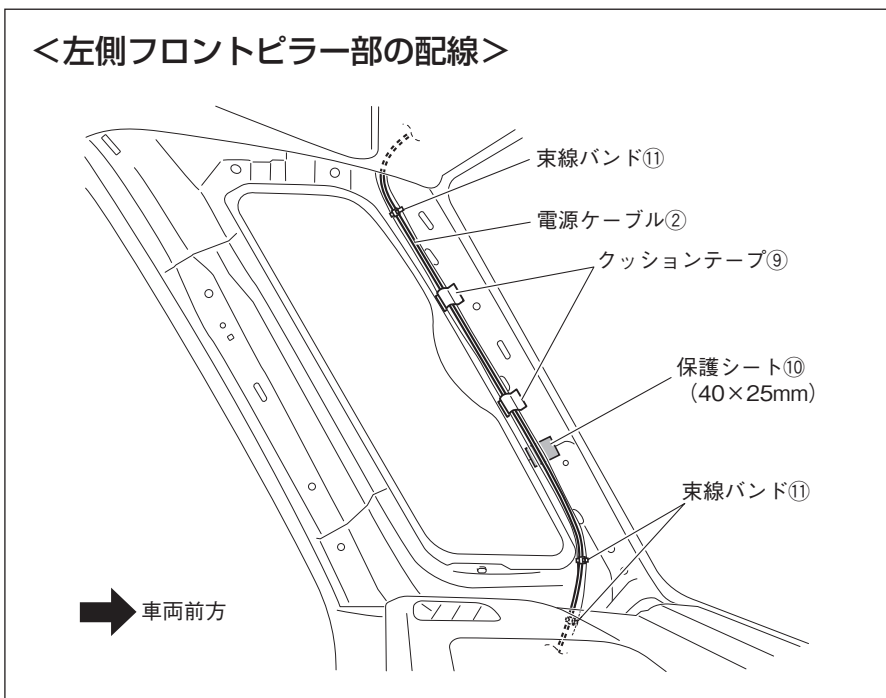 ＜左側フロントピラー部の配線＞
束線バンド⑪
電源ケーブル②
クッションテープ⑨
保護シート⑩
（40×25mm）
束線バンド⑪
車両前方